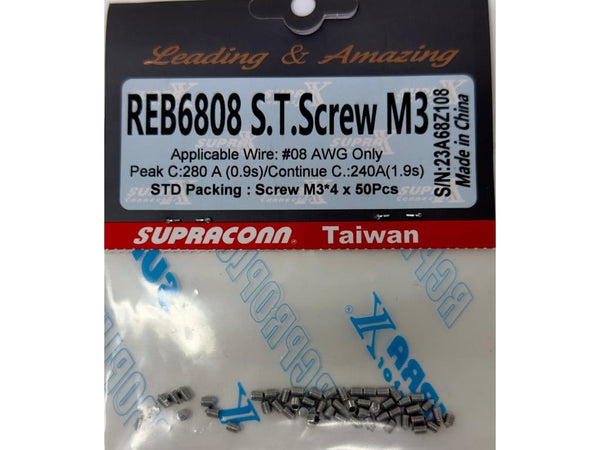 Leading & Amazing
REB6808 S.T.Screw M3
Applicable Wire: #08 AWG Only
Peak C:280 A (0.9s)/Continue C.:240A(1.9s)
STD Packing : Screw M3*4 x 50Pcs
S/N:23A68Z108
Made in China
SUPRACONN® Taiwan